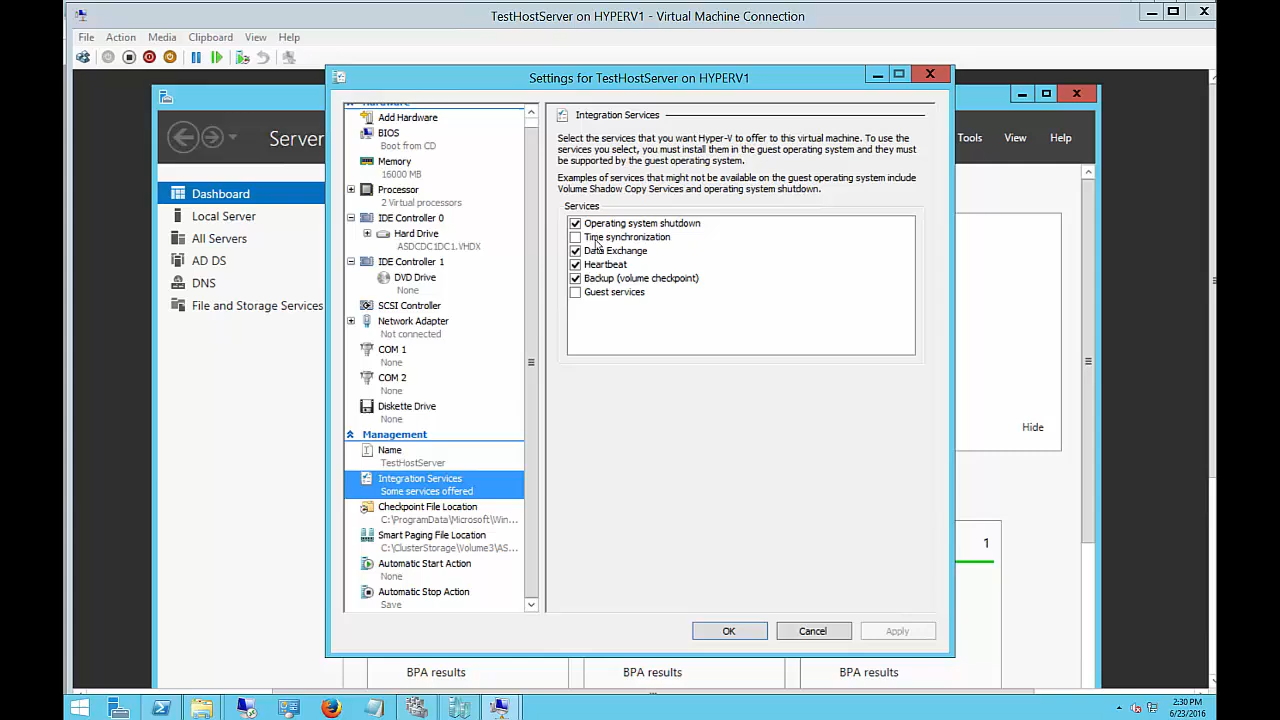 TestHostServer on HYPERV1 - Virtual Machine Connection
File Action Media Clipboard View Help
Settings for TestHostServer on HYPERV1
Server
Tools View Help
Dashboard
Local Server
All Servers
AD DS
DNS
File and Storage Services
Hardware
Add Hardware
BIOS
Boot from CD
Memory
16000 MB
Processor
2 Virtual processors
IDE Controller 0
Hard Drive
ASDCDC1DC1.VHDX
IDE Controller 1
DVD Drive
None
SCSI Controller
Network Adapter
Not connected
COM 1
None
COM 2
None
Diskette Drive
None
Management
Name
TestHostServer
Integration Services
Some services offered
Checkpoint File Location
C:\ProgramData\Microsoft\Win...
Smart Paging File Location
C:\ClusterStorage\Volume3\AS...
Automatic Start Action
None
Automatic Stop Action
Save
Integration Services
Select the services that you want Hyper-V to offer to this virtual machine. To use the
services you select, you must install them in the guest operating system and they must
be supported by the guest operating system.
Examples of services that might not be available on the guest operating system include
Volume Shadow Copy Services and operating system shutdown.
Services
Operating system shutdown
Time synchronization
Data Exchange
Heartbeat
Backup (volume checkpoint)
Guest services
OK Cancel Apply
Hide
1
BPA results BPA results BPA results
2:30 PM
6/23/2016